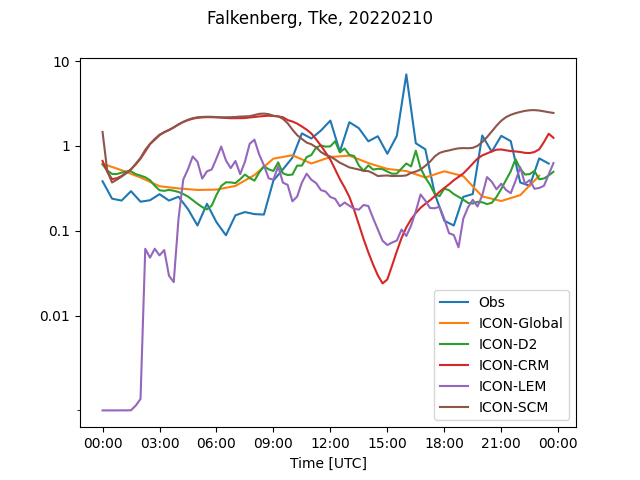 Falkenberg, Tke, 20220210
10
1
0.1
0.01
Obs
ICON-Global
ICON-D2
ICON-CRM
ICON-LEM
ICON-SCM
00:00 03:00 06:00 09:00 12:00 15:00 18:00 21:00 00:00
Time [UTC]